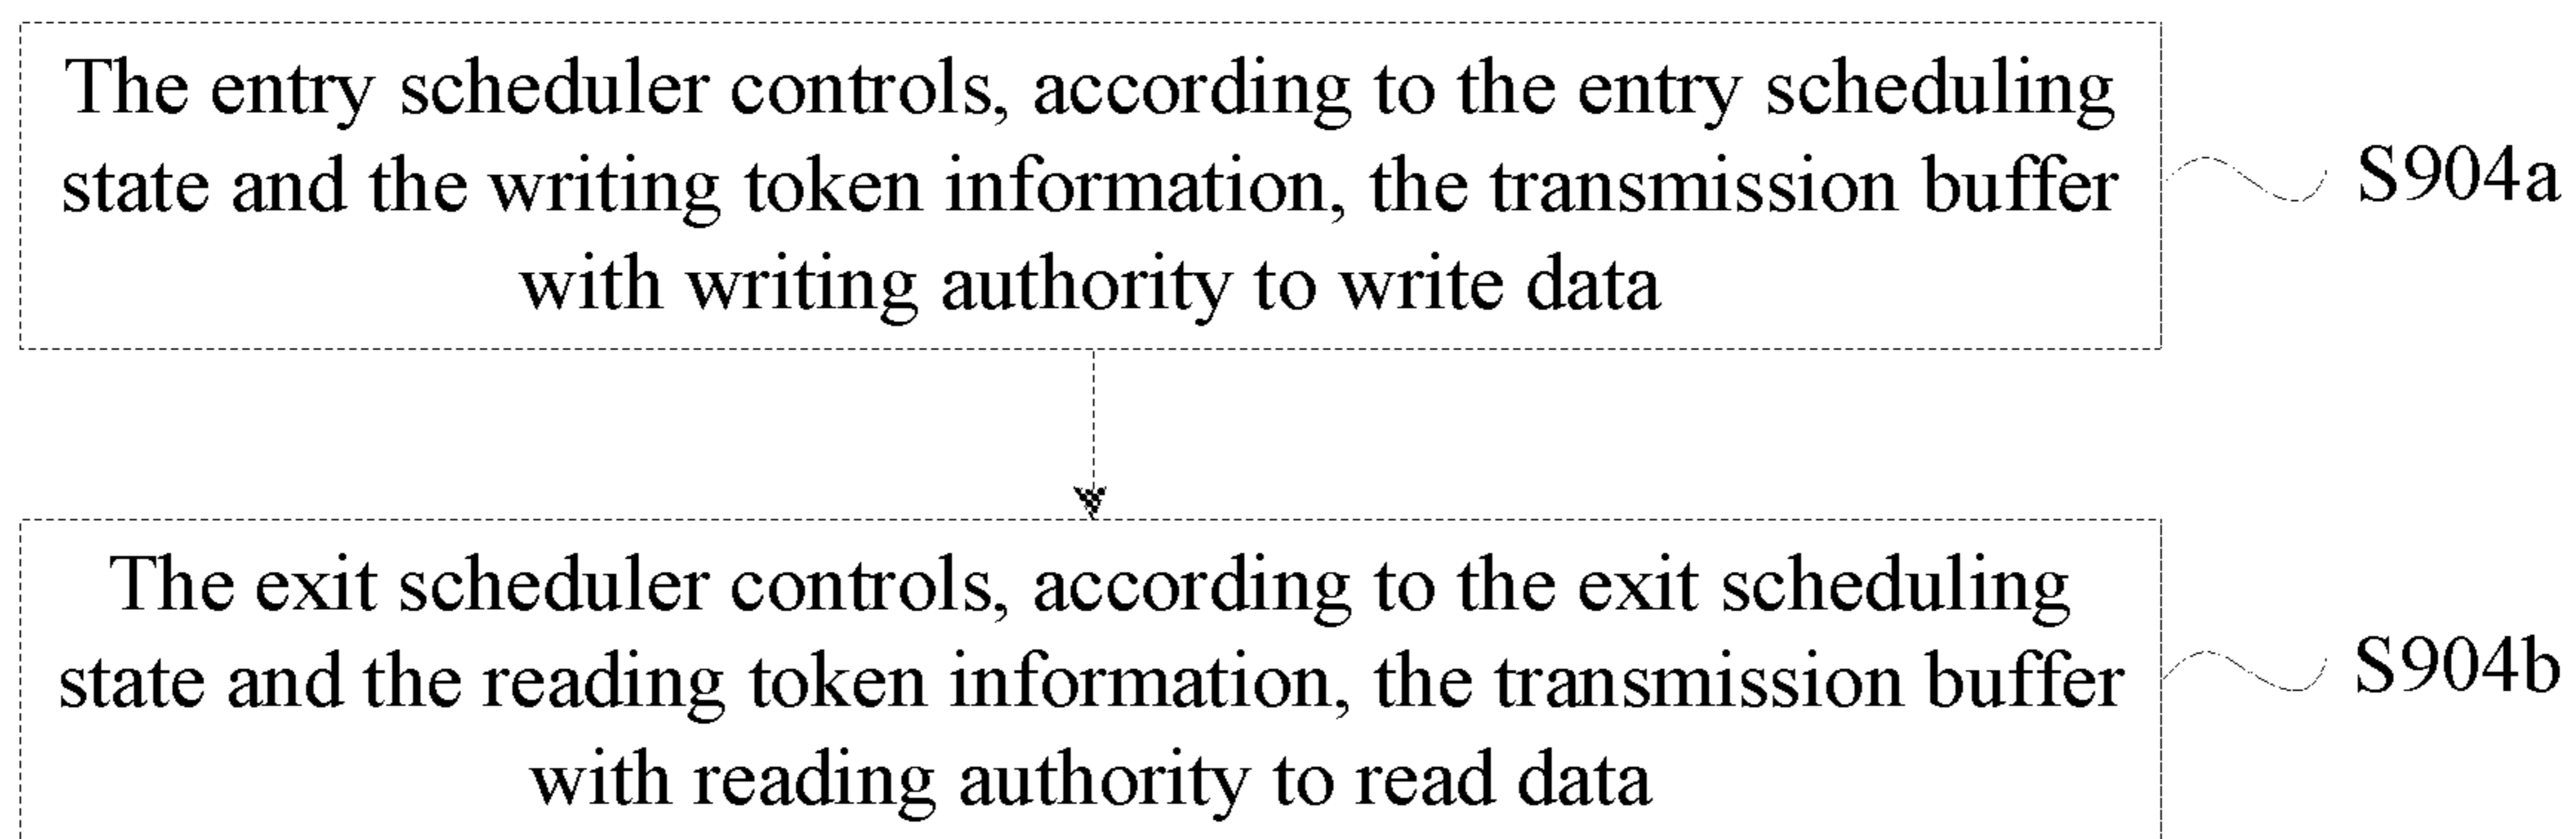 The entry scheduler controls, according to the entry scheduling
state and the writing token information, the transmission buffer
with writing authority to write data
S904a
The exit scheduler controls, according to the exit scheduling
state and the reading token information, the transmission buffer
with reading authority to read data
S904b